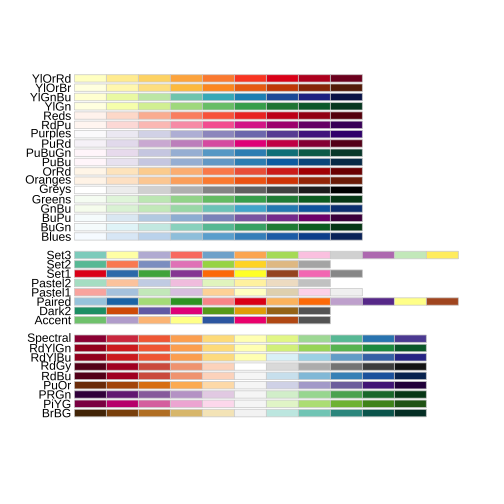 YlOrRd
YlOrBr
YlGnBu
YlGn
Reds
RdPu
Purples
PuRd
PuBuGn
PuBu
OrRd
Oranges
Greys
Greens
GnBu
BuPu
BuGn
Blues
Set3
Set2
Set1
Pastel2
Pastel1
Paired
Dark2
Accent
Spectral
RdYlGn
RdYlBu
RdGy
RdBu
PuOr
PRGn
PiYG
BrBG